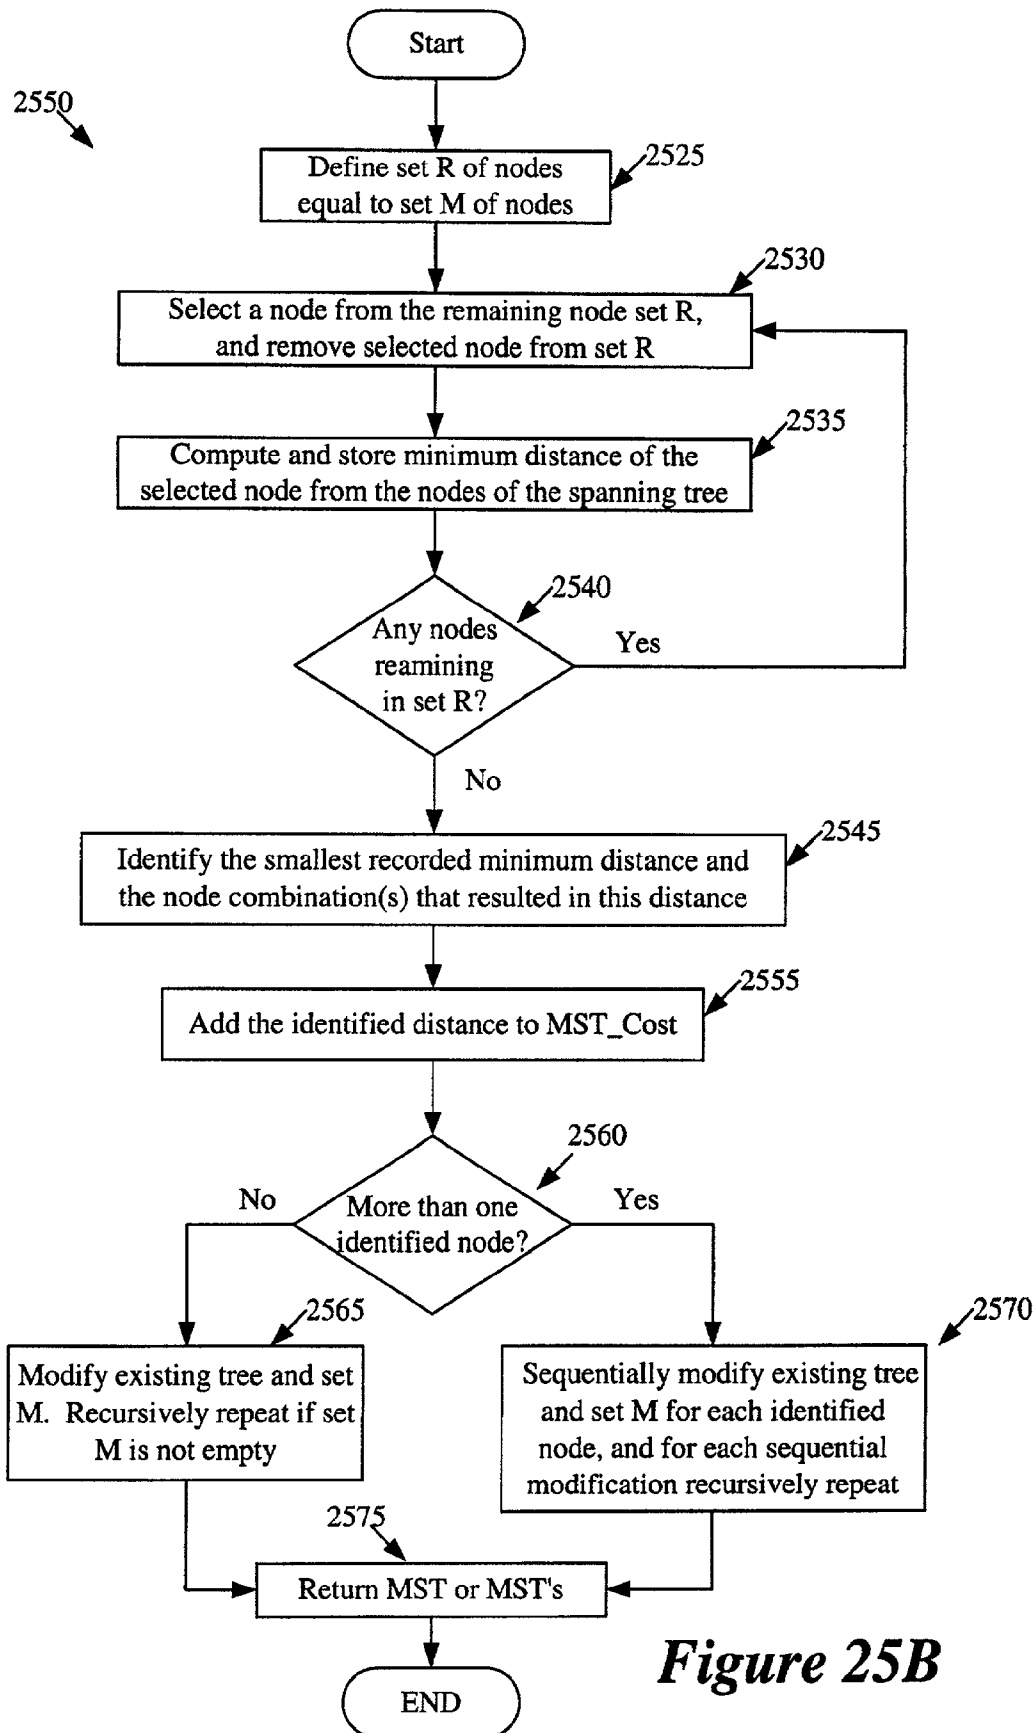 Start
2550
2525
Define set R of nodes
equal to set M of nodes
2530
Select a node from the remaining node set R,
and remove selected node from set R
2535
Compute and store minimum distance of the
selected node from the nodes of the spanning tree
2540
Any nodes
reamining
in set R?
Yes
No
2545
Identify the smallest recorded minimum distance and
the node combination(s) that resulted in this distance
2555
Add the identified distance to MST_Cost
2560
No
More than one
identified node?
Yes
2565
Modify existing tree and set
M. Recursively repeat if set
M is not empty
2570
Sequentially modify existing tree
and set M for each identified
node, and for each sequential
modification recursively repeat
2575
Return MST or MST's
END
Figure 25B